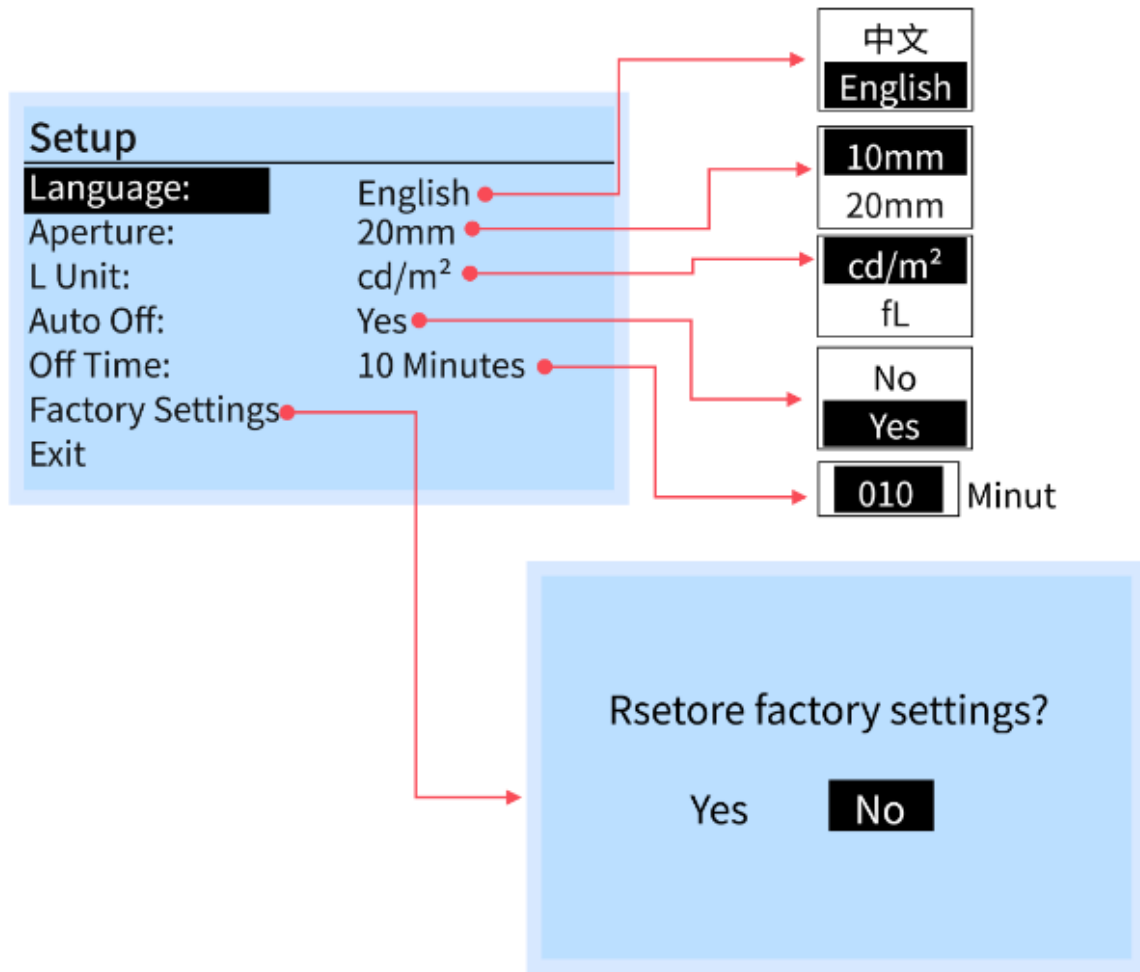 Setup
Language: English
Aperture: 20mm
L Unit: cd/m²
Auto Off: Yes
Off Time: 10 Minutes
Factory Settings
Exit
中文
English
10mm
20mm
cd/m²
fL
No
Yes
010 Minut
Rsetore factory settings?
Yes No